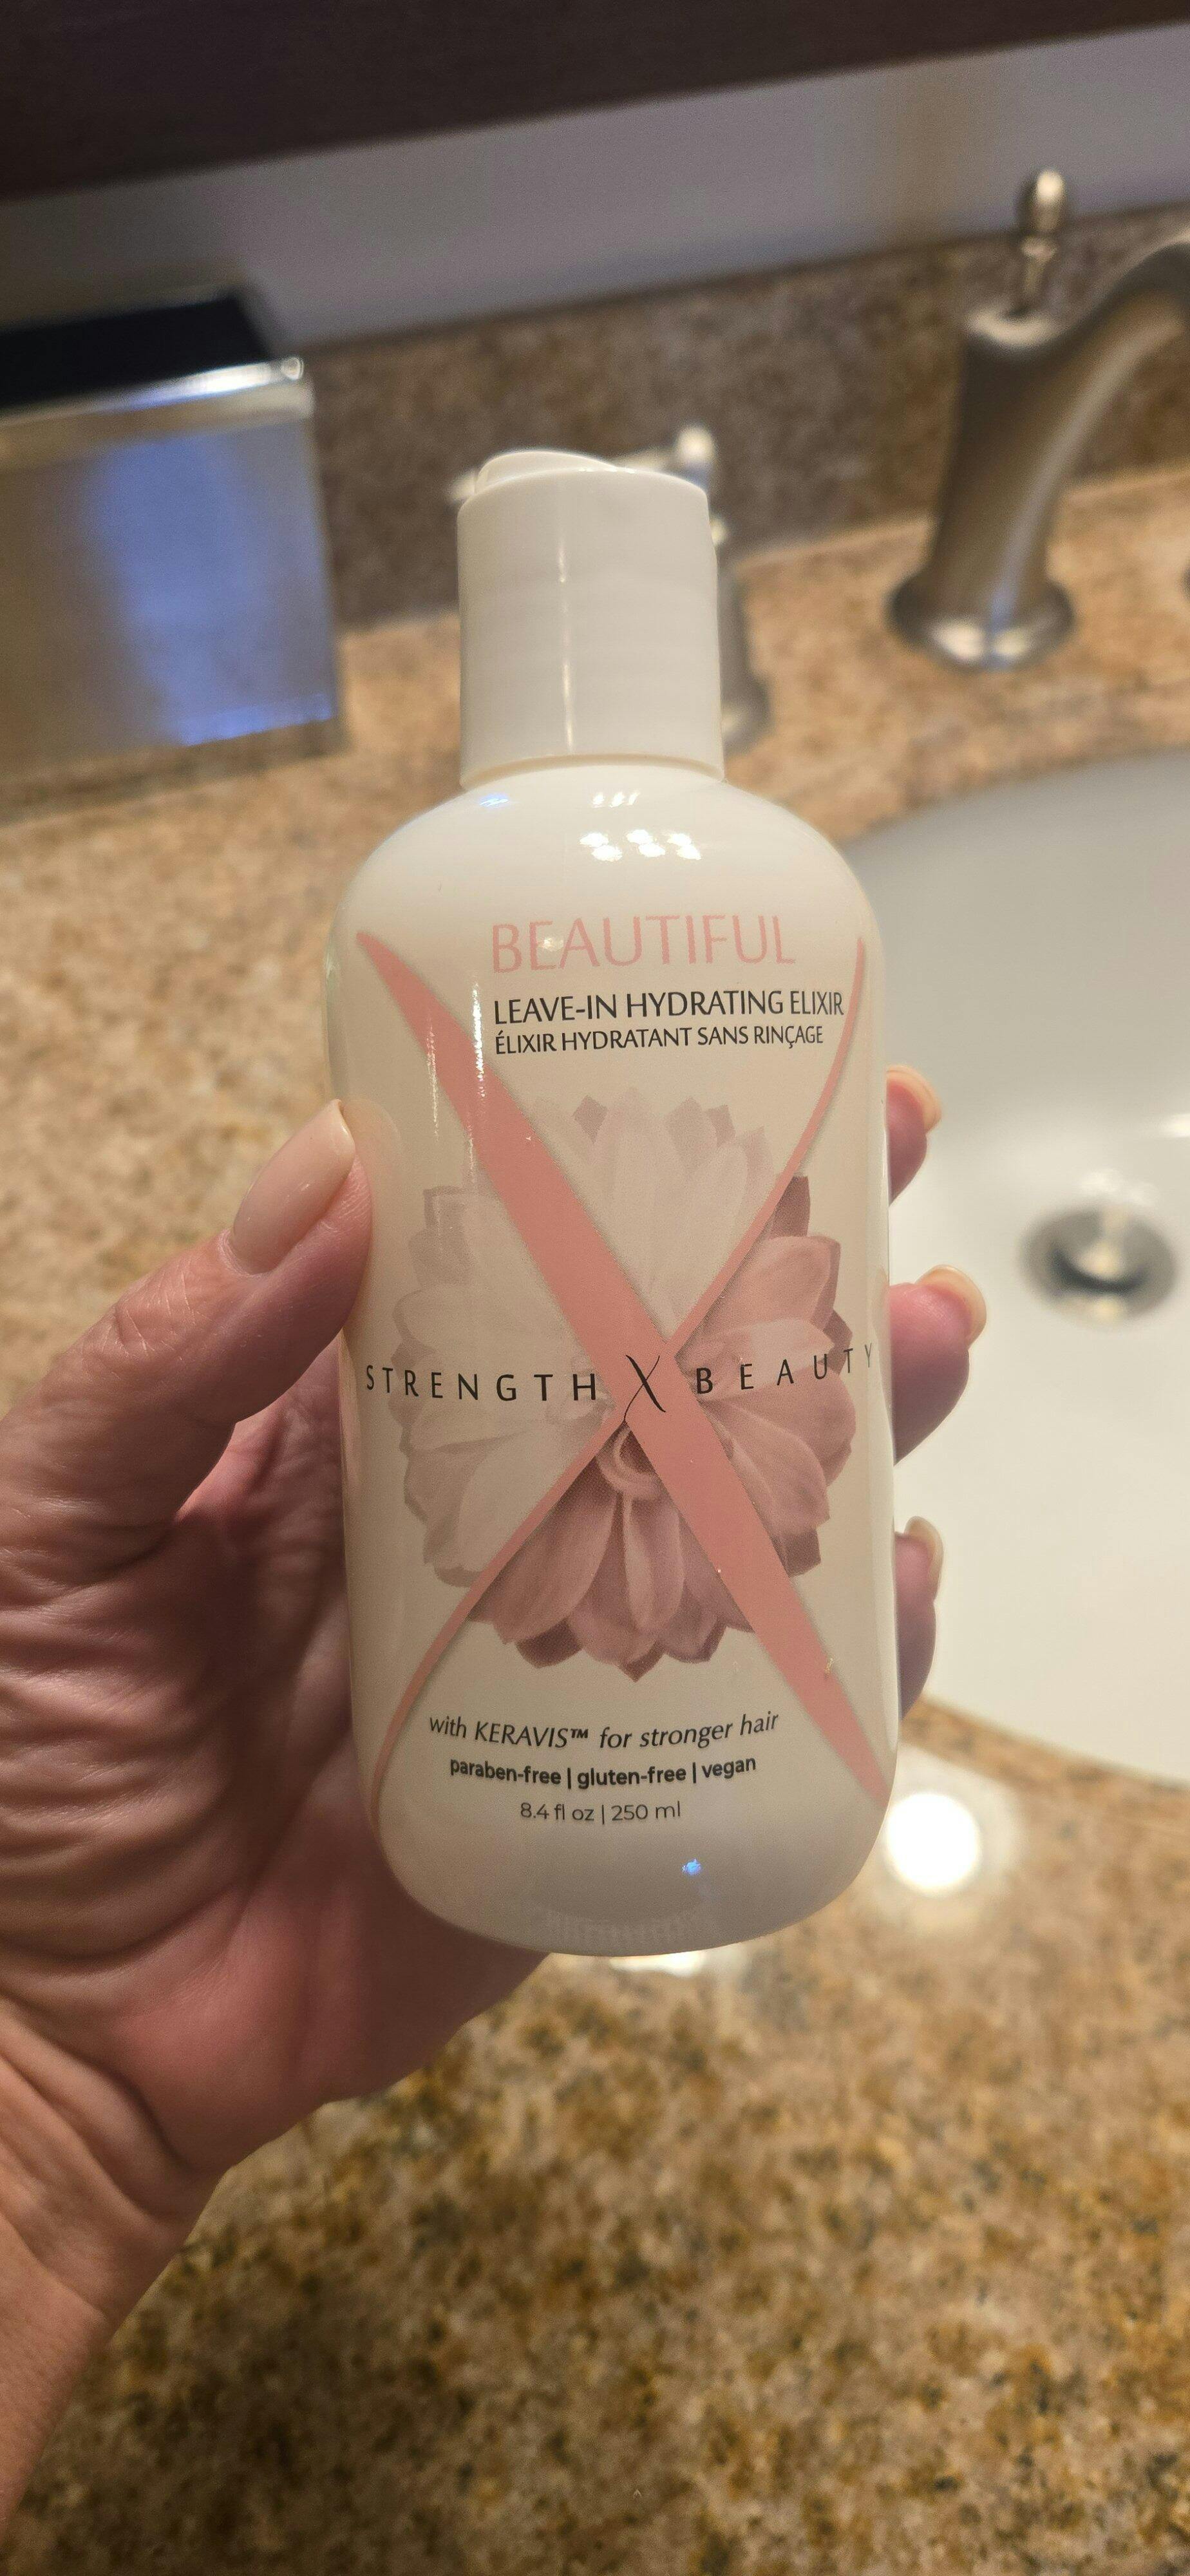 BEAUTIFUL
LEAVE-IN HYDRATING ELIXIR
ÉLIXIR HYDRATANT SANS RINÇAGE
STRENGTH X BEAUTY
with KERAVIS™ for stronger hair
paraben-free | gluten-free | vegan
8.4 fl oz | 250 ml